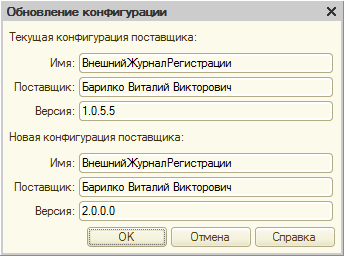 Обновление конфигурации
Текущая конфигурация поставщика:
Имя: ВнешнийЖурналРегистрации
Поставщик: Барилко Виталий Викторович
Версия: 1.0.5.5
Новая конфигурация поставщика:
Имя: ВнешнийЖурналРегистрации
Поставщик: Барилко Виталий Викторович
Версия: 2.0.0.0
OK Отмена Справка